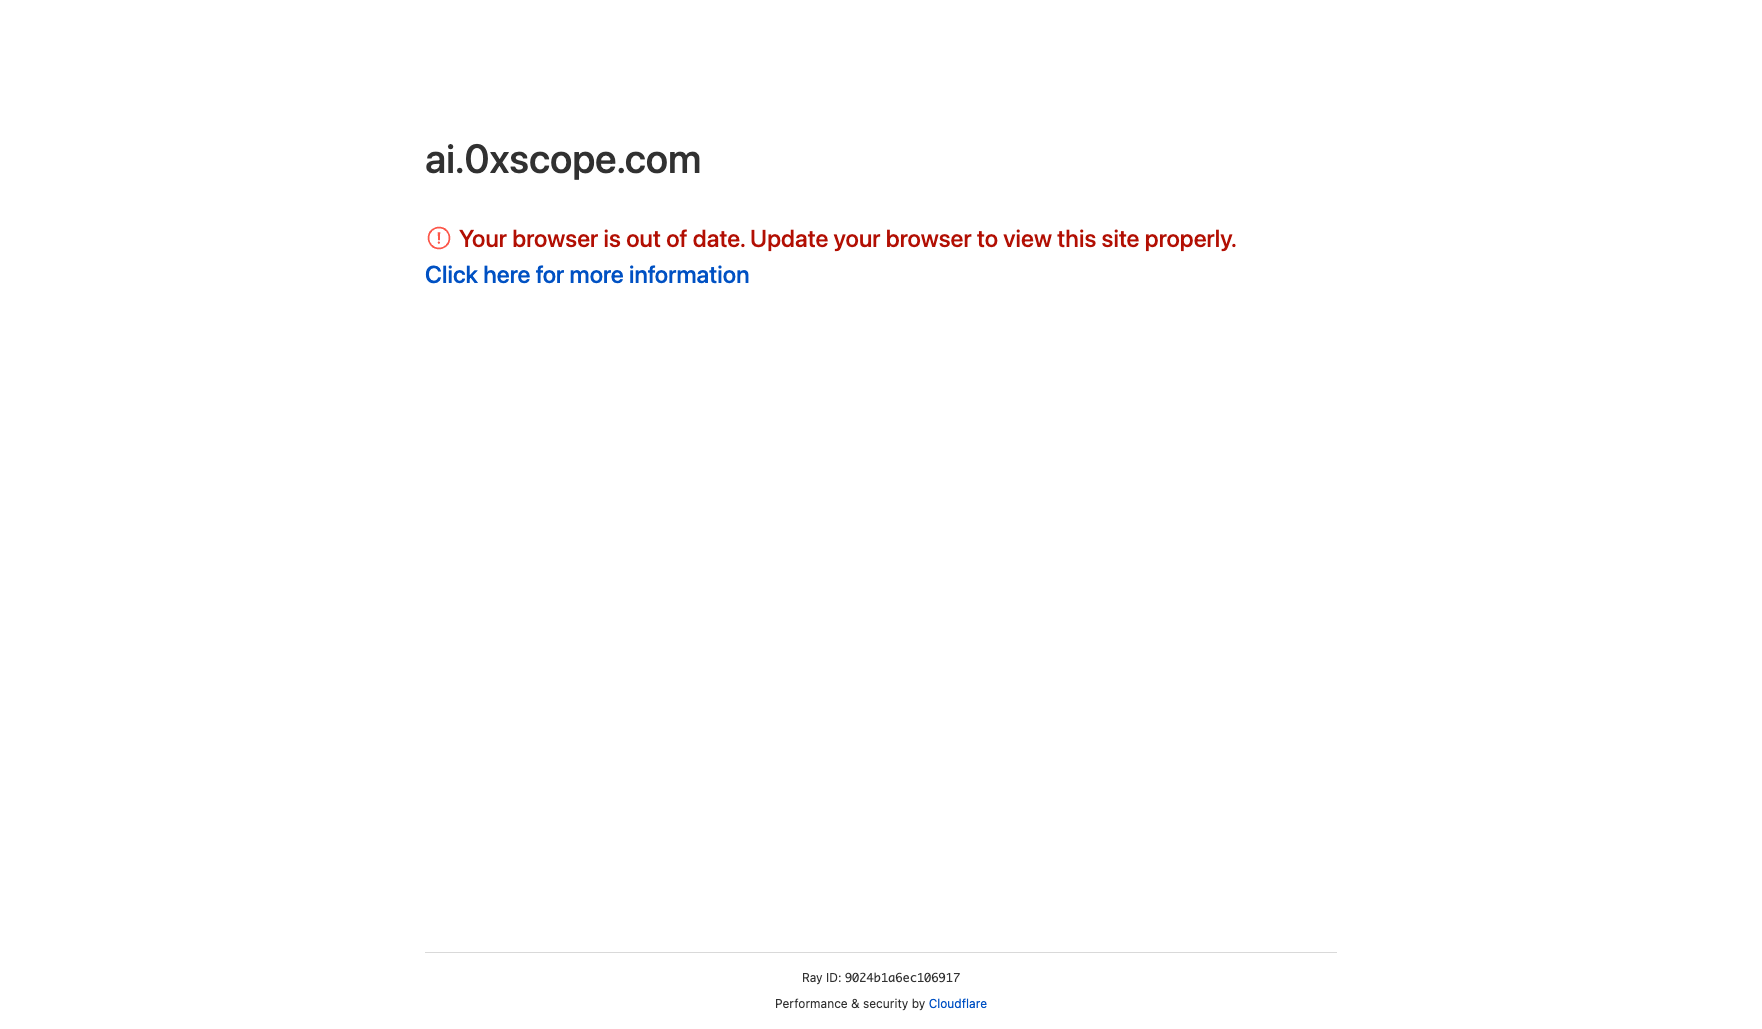 ai.0xscope.com
Your browser is out of date. Update your browser to view this site properly.
Click here for more information
Ray ID: 9024b1a6ec106917
Performance & security by Cloudflare